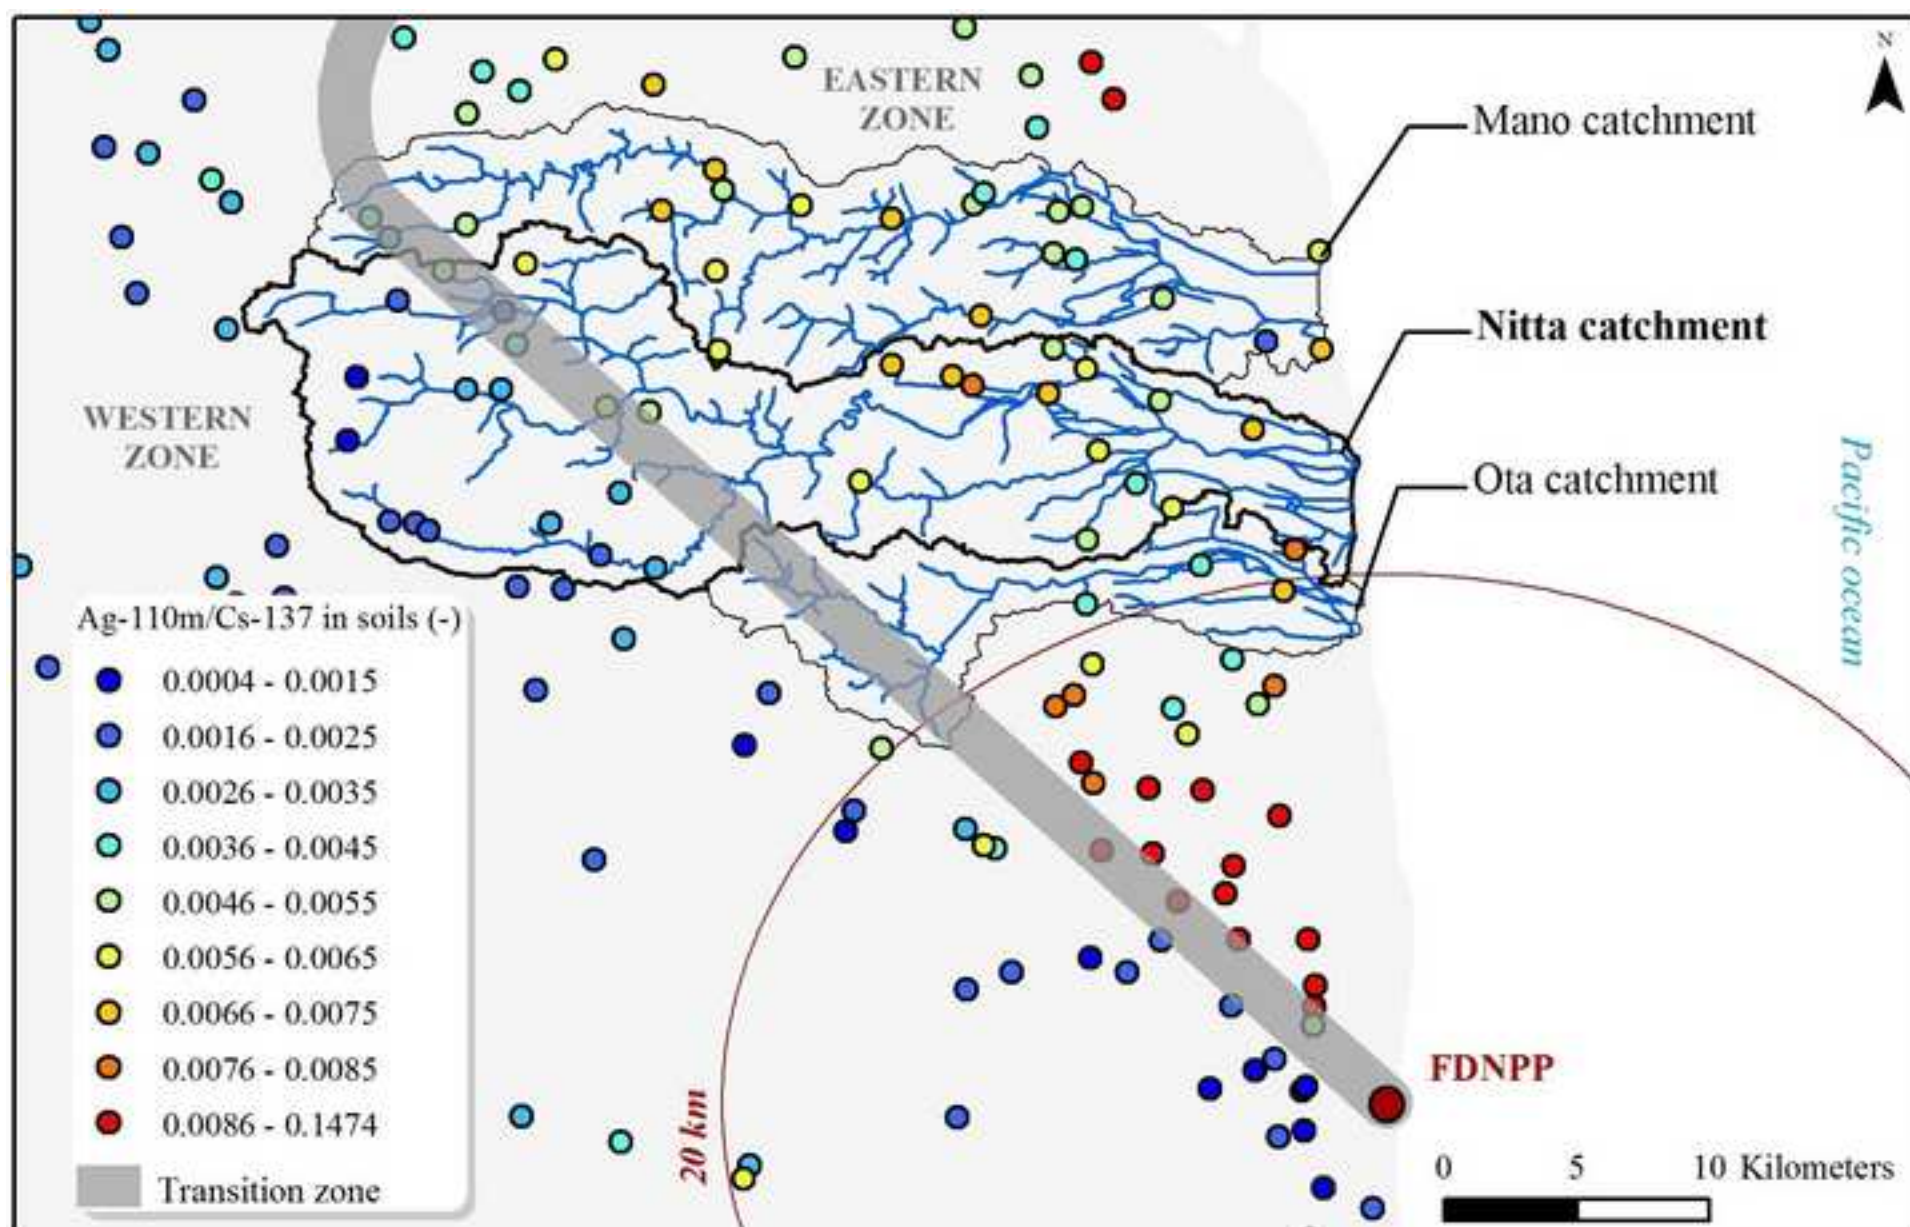 N
EASTERN
ZONE
Mano catchment
Nitta catchment
WESTERN
ZONE
Ota catchment
Pacific ocean
Ag-110m/Cs-137 in soils (-)
0.0004 - 0.0015
0.0016 - 0.0025
0.0026 - 0.0035
0.0036 - 0.0045
0.0046 - 0.0055
0.0056 - 0.0065
0.0066 - 0.0075
0.0076 - 0.0085
0.0086 - 0.1474
Transition zone
20 km
FDNPP
0 5 10 Kilometers